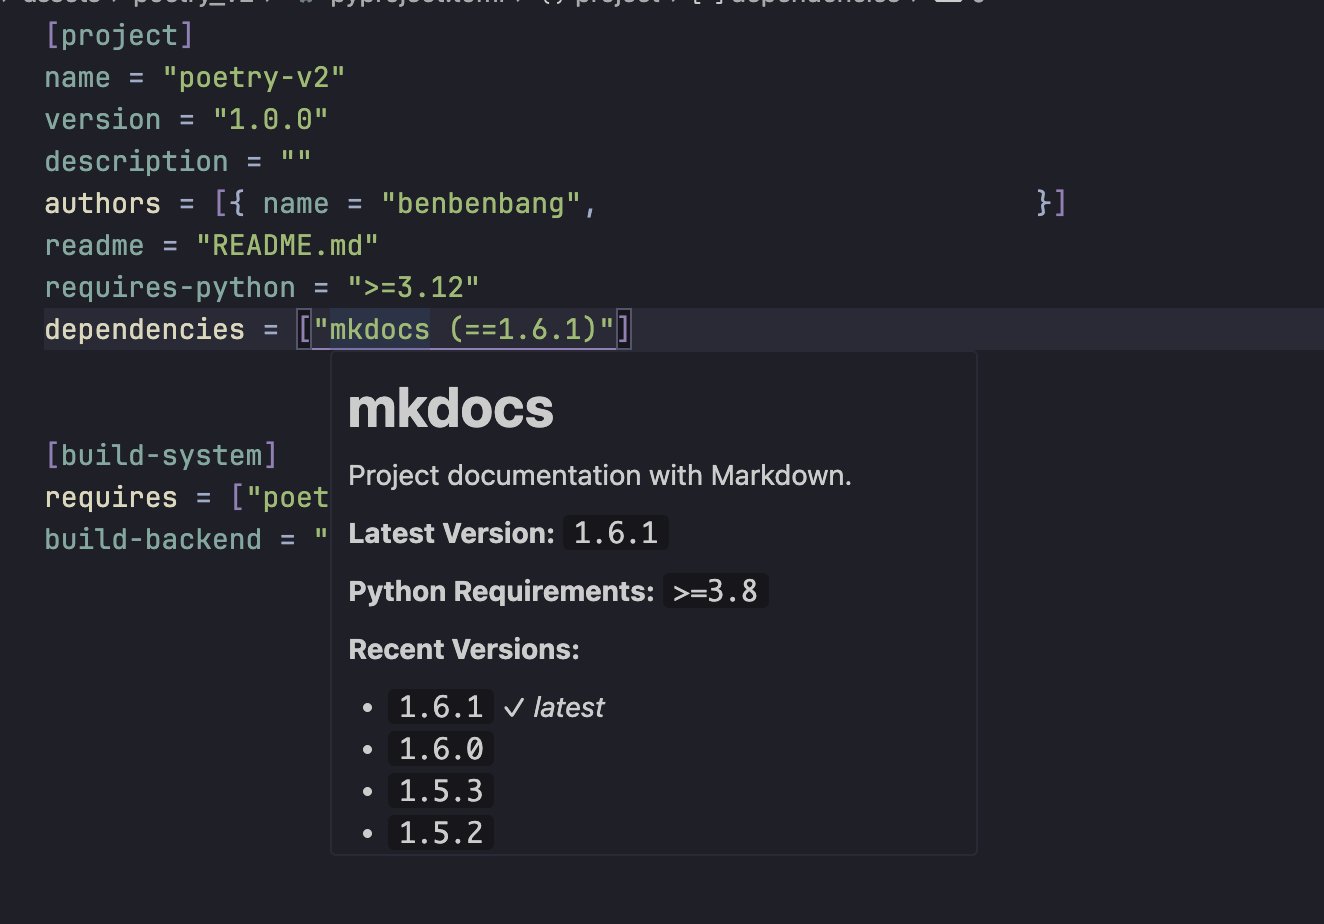 [project]
name = "poetry-v2"
version = "1.0.0"
description = ""
authors = [{ name = "benbenbang", }]
readme = "README.md"
requires-python = ">=3.12"
dependencies = ["mkdocs (==1.6.1)"]
[build-system]
requires = ["poet
build-backend = "
mkdocs
Project documentation with Markdown.
Latest Version: 1.6.1
Python Requirements: >=3.8
Recent Versions:
• 1.6.1 ✓ latest
• 1.6.0
• 1.5.3
• 1.5.2